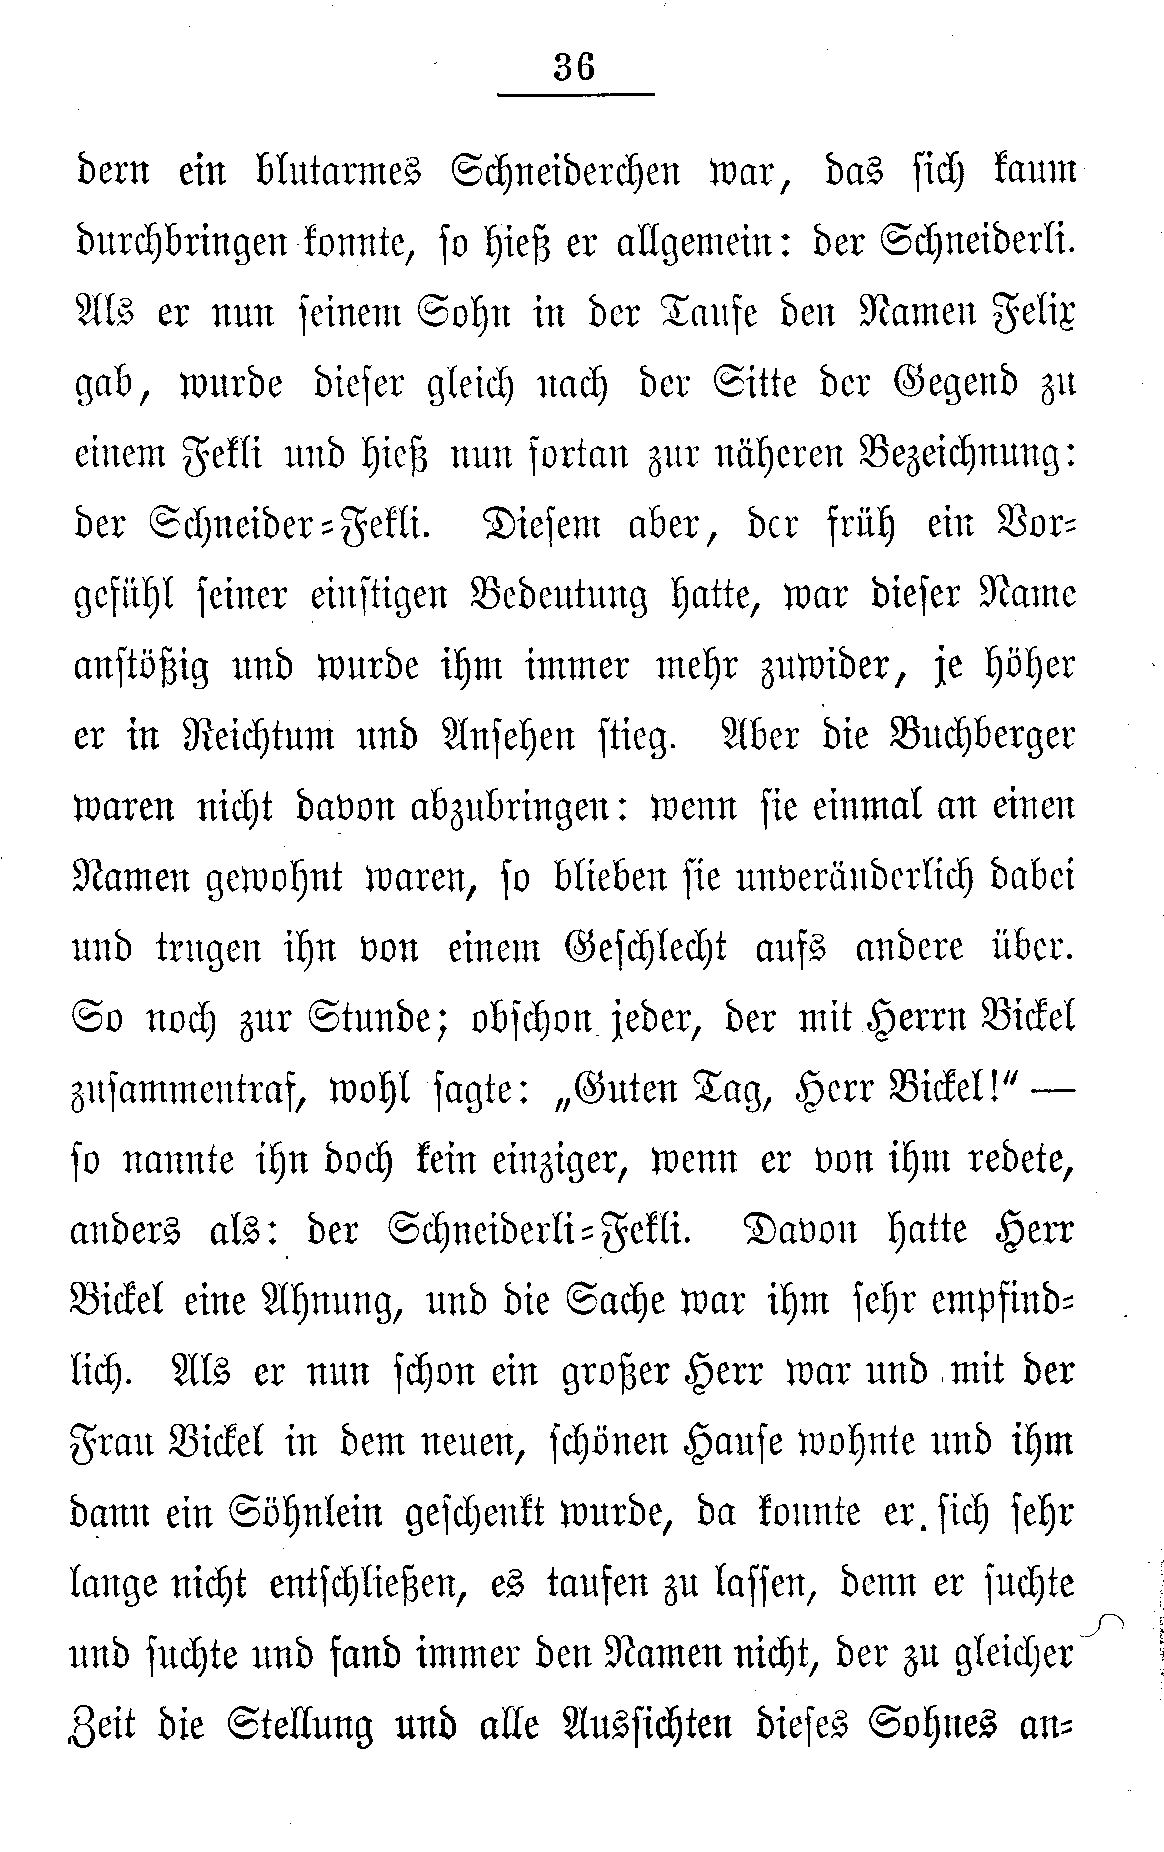 36
dern ein blutarmes Schneiderchen war, das sich kaum
durchbringen konnte, so hieß er allgemein: der Schneiderli.
Als er nun seinem Sohn in der Taufe den Namen Felix
gab, wurde dieser gleich nach der Sitte der Gegend zu
einem Fekli und hieß nun fortan zur näheren Bezeichnung:
der Schneider-Fekli. Diesem aber, der früh ein Vor-
gefühl seiner einstigen Bedeutung hatte, war dieser Name
anstößig und wurde ihm immer mehr zuwider, je höher
er in Reichtum und Ansehen stieg. Aber die Buchberger
waren nicht davon abzubringen: wenn sie einmal an einen
Namen gewohnt waren, so blieben sie unveränderlich dabei
und trugen ihn von einem Geschlecht aufs andere über.
So noch zur Stunde; obschon jeder, der mit Herrn Bickel
zusammentraf, wohl sagte: „Guten Tag, Herr Bickel!" —
so nannte ihn doch kein einziger, wenn er von ihm redete,
anders als: der Schneiderli-Fekli. Davon hatte Herr
Bickel eine Ahnung, und die Sache war ihm sehr empfind-
lich. Als er nun schon ein großer Herr war und mit der
Frau Bickel in dem neuen, schönen Hause wohnte und ihm
dann ein Söhnlein geschenkt wurde, da konnte er sich sehr
lange nicht entschließen, es taufen zu lassen, denn er suchte
und suchte und fand immer den Namen nicht, der zu gleicher
Zeit die Stellung und alle Aussichten dieses Sohnes an-